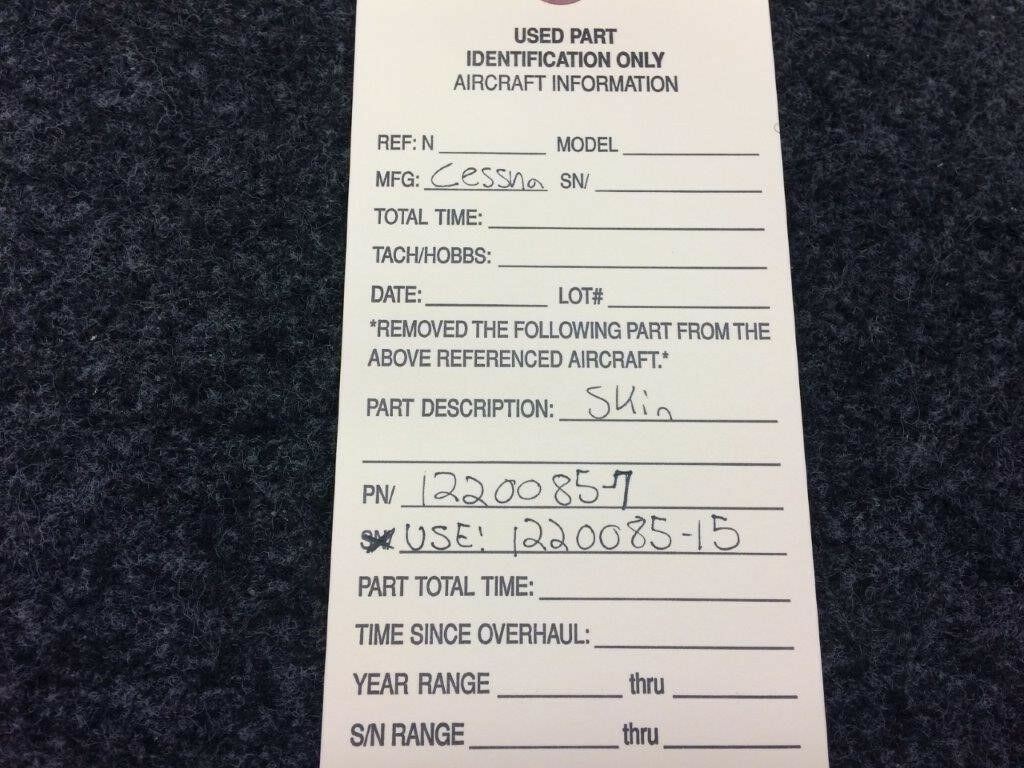 USED PART
IDENTIFICATION ONLY
AIRCRAFT INFORMATION
REF: N MODEL
MFG: Cessna SN/
TOTAL TIME:
TACH/HOBBS:
DATE: LOT#
*REMOVED THE FOLLOWING PART FROM THE
ABOVE REFERENCED AIRCRAFT.*
PART DESCRIPTION: Skin
PN/ 1220085-7
USE: 1220085-15
PART TOTAL TIME:
TIME SINCE OVERHAUL:
YEAR RANGE thru
S/N RANGE thru